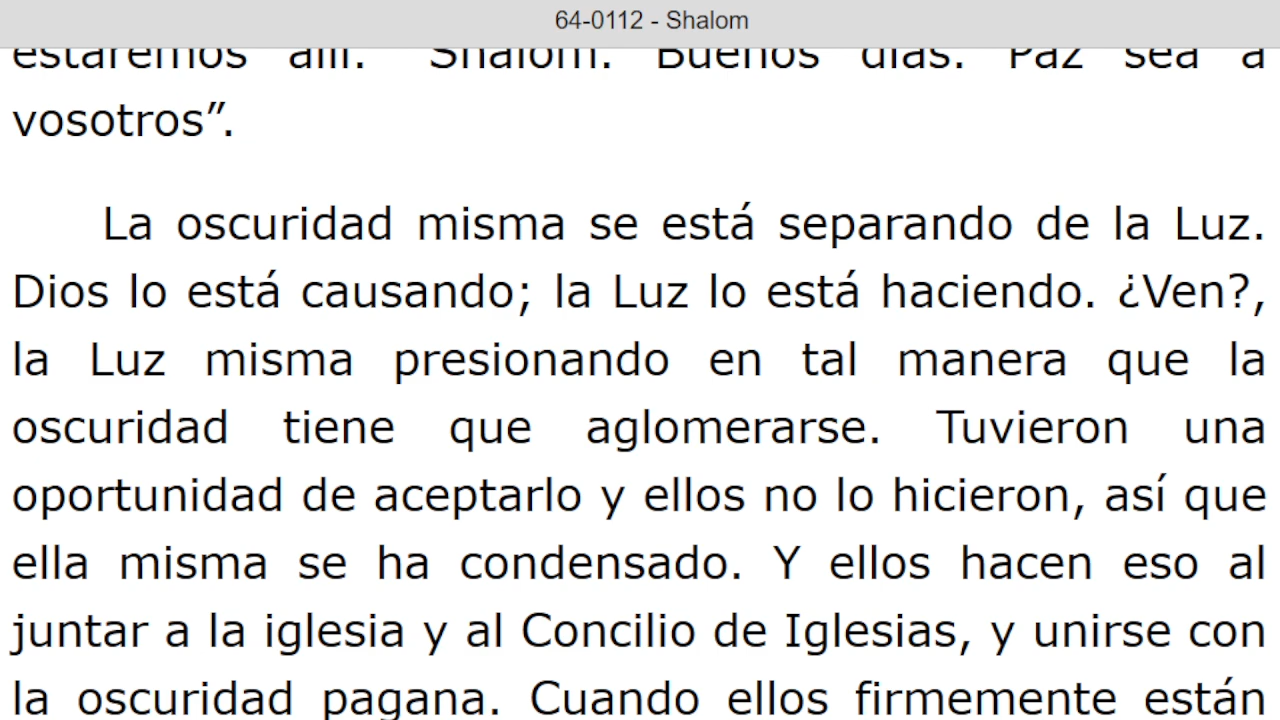 64-0112 - Shalom
estaremos allí. “Shalom. Buenos días. Paz sea a
vosotros”.
La oscuridad misma se está separando de la Luz.
Dios lo está causando; la Luz lo está haciendo. ¿Ven?,
la Luz misma presionando en tal manera que la
oscuridad tiene que aglomerarse. Tuvieron una
oportunidad de aceptarlo y ellos no lo hicieron, así que
ella misma se ha condensado. Y ellos hacen eso al
juntar a la iglesia y al Concilio de Iglesias, y unirse con
la oscuridad pagana. Cuando ellos firmemente están